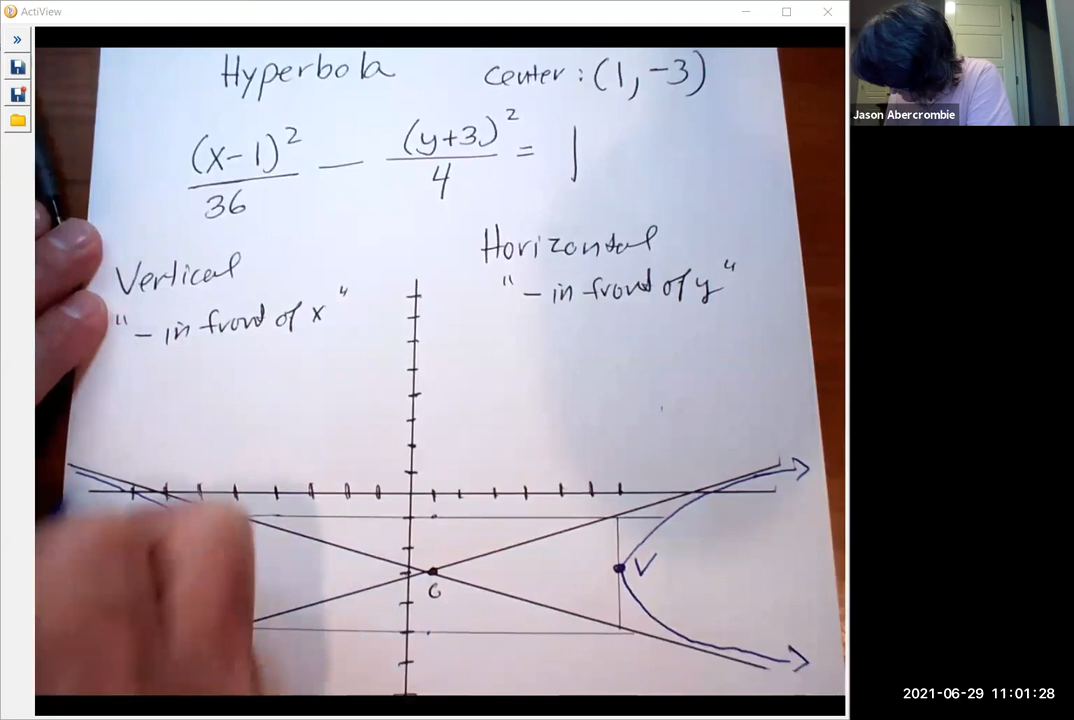 ActiView
Hyperbola
Center: (1, -3)
(x-1)²/36 — (y+3)²/4 = 1
Vertical
"- in front of x"
Horizontal
"- in front of y"
C
V
Jason Abercrombie
2021-06-29 11:01:28